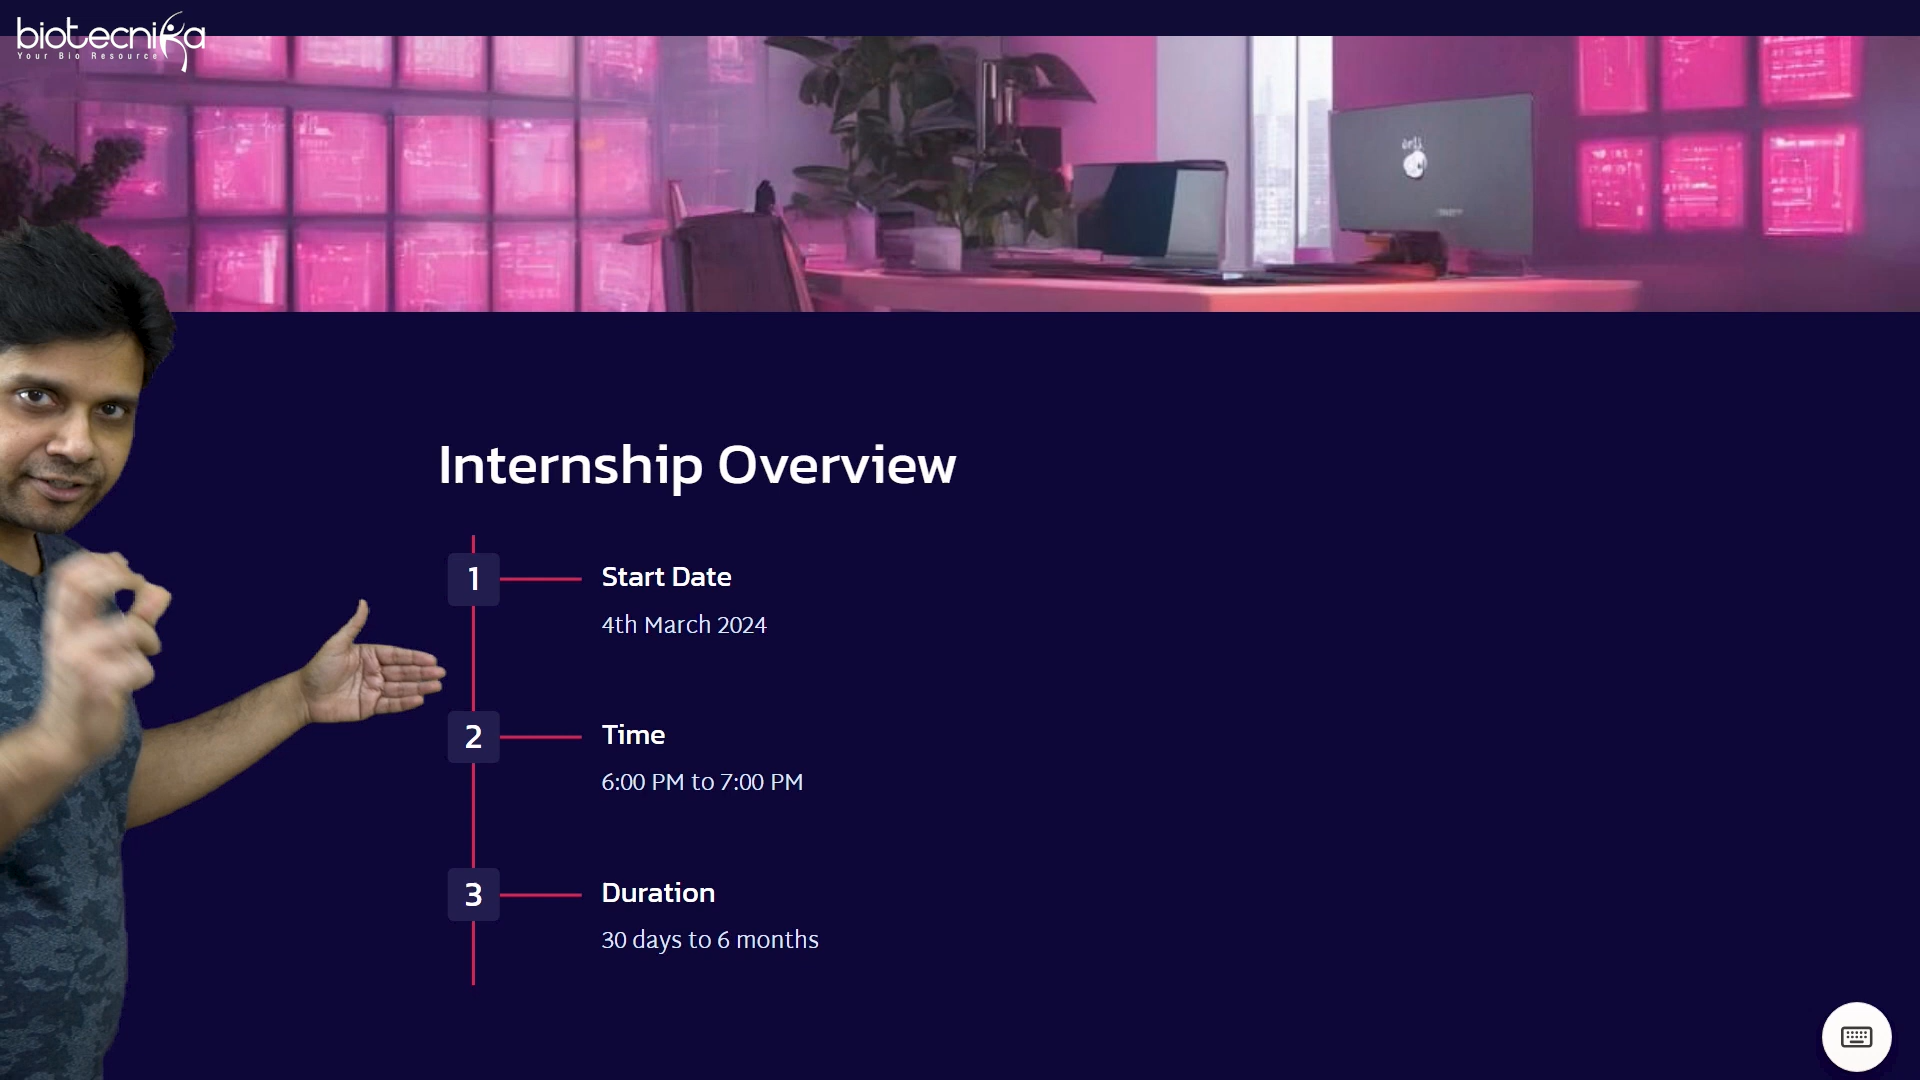 biotecnika
Your Bio Resource
Internship Overview
1
Start Date
4th March 2024
2
Time
6:00 PM to 7:00 PM
3
Duration
30 days to 6 months